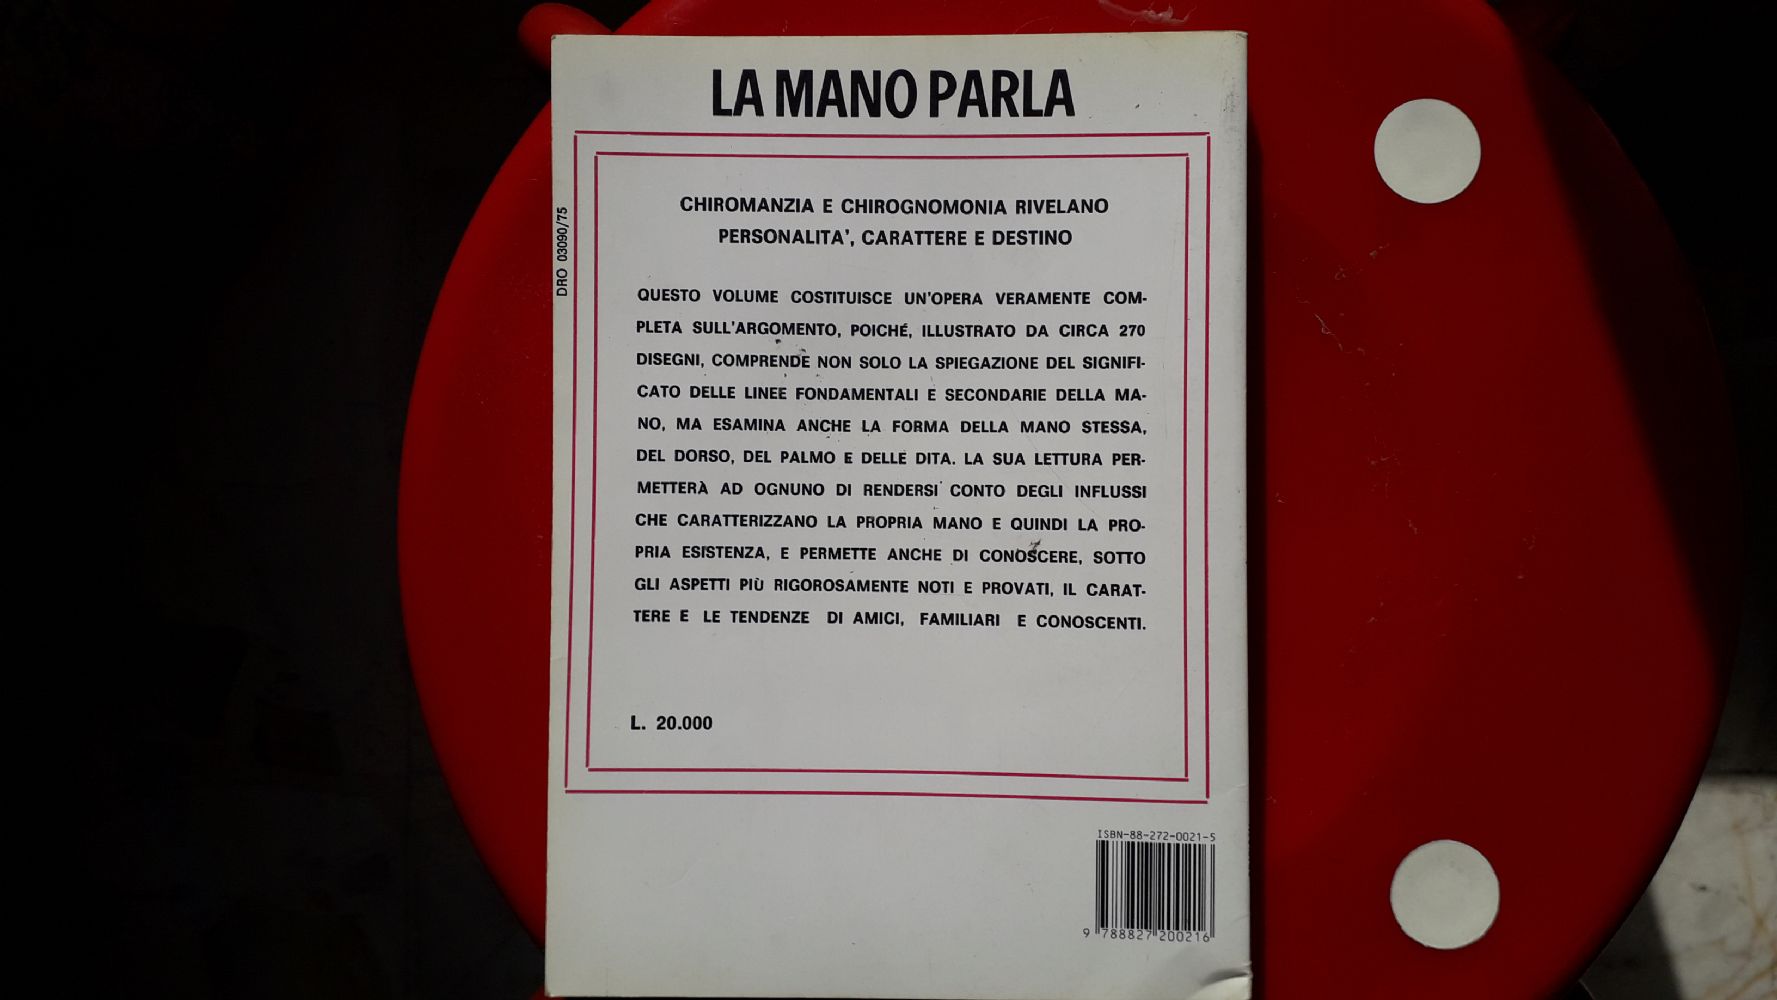 LA MANO PARLA
DRO 03090/75
CHIROMANZIA E CHIROGNOMONIA RIVELANO
PERSONALITA', CARATTERE E DESTINO
QUESTO VOLUME COSTITUISCE UN'OPERA VERAMENTE COM-
PLETA SULL'ARGOMENTO, POICHÉ, ILLUSTRATO DA CIRCA 270
DISEGNI, COMPRENDE NON SOLO LA SPIEGAZIONE DEL SIGNIFI-
CATO DELLE LINEE FONDAMENTALI E SECONDARIE DELLA MA-
NO, MA ESAMINA ANCHE LA FORMA DELLA MANO STESSA,
DEL DORSO, DEL PALMO E DELLE DITA. LA SUA LETTURA PER-
METTERÀ AD OGNUNO DI RENDERSI CONTO DEGLI INFLUSSI
CHE CARATTERIZZANO LA PROPRIA MANO E QUINDI LA PRO-
PRIA ESISTENZA, E PERMETTE ANCHE DI CONOSCERE, SOTTO
GLI ASPETTI PIÙ RIGOROSAMENTE NOTI E PROVATI, IL CARAT-
TERE E LE TENDENZE DI AMICI, FAMILIARI E CONOSCENTI.
L. 20.000
ISBN-88-272-0021-5
9 788827 200216